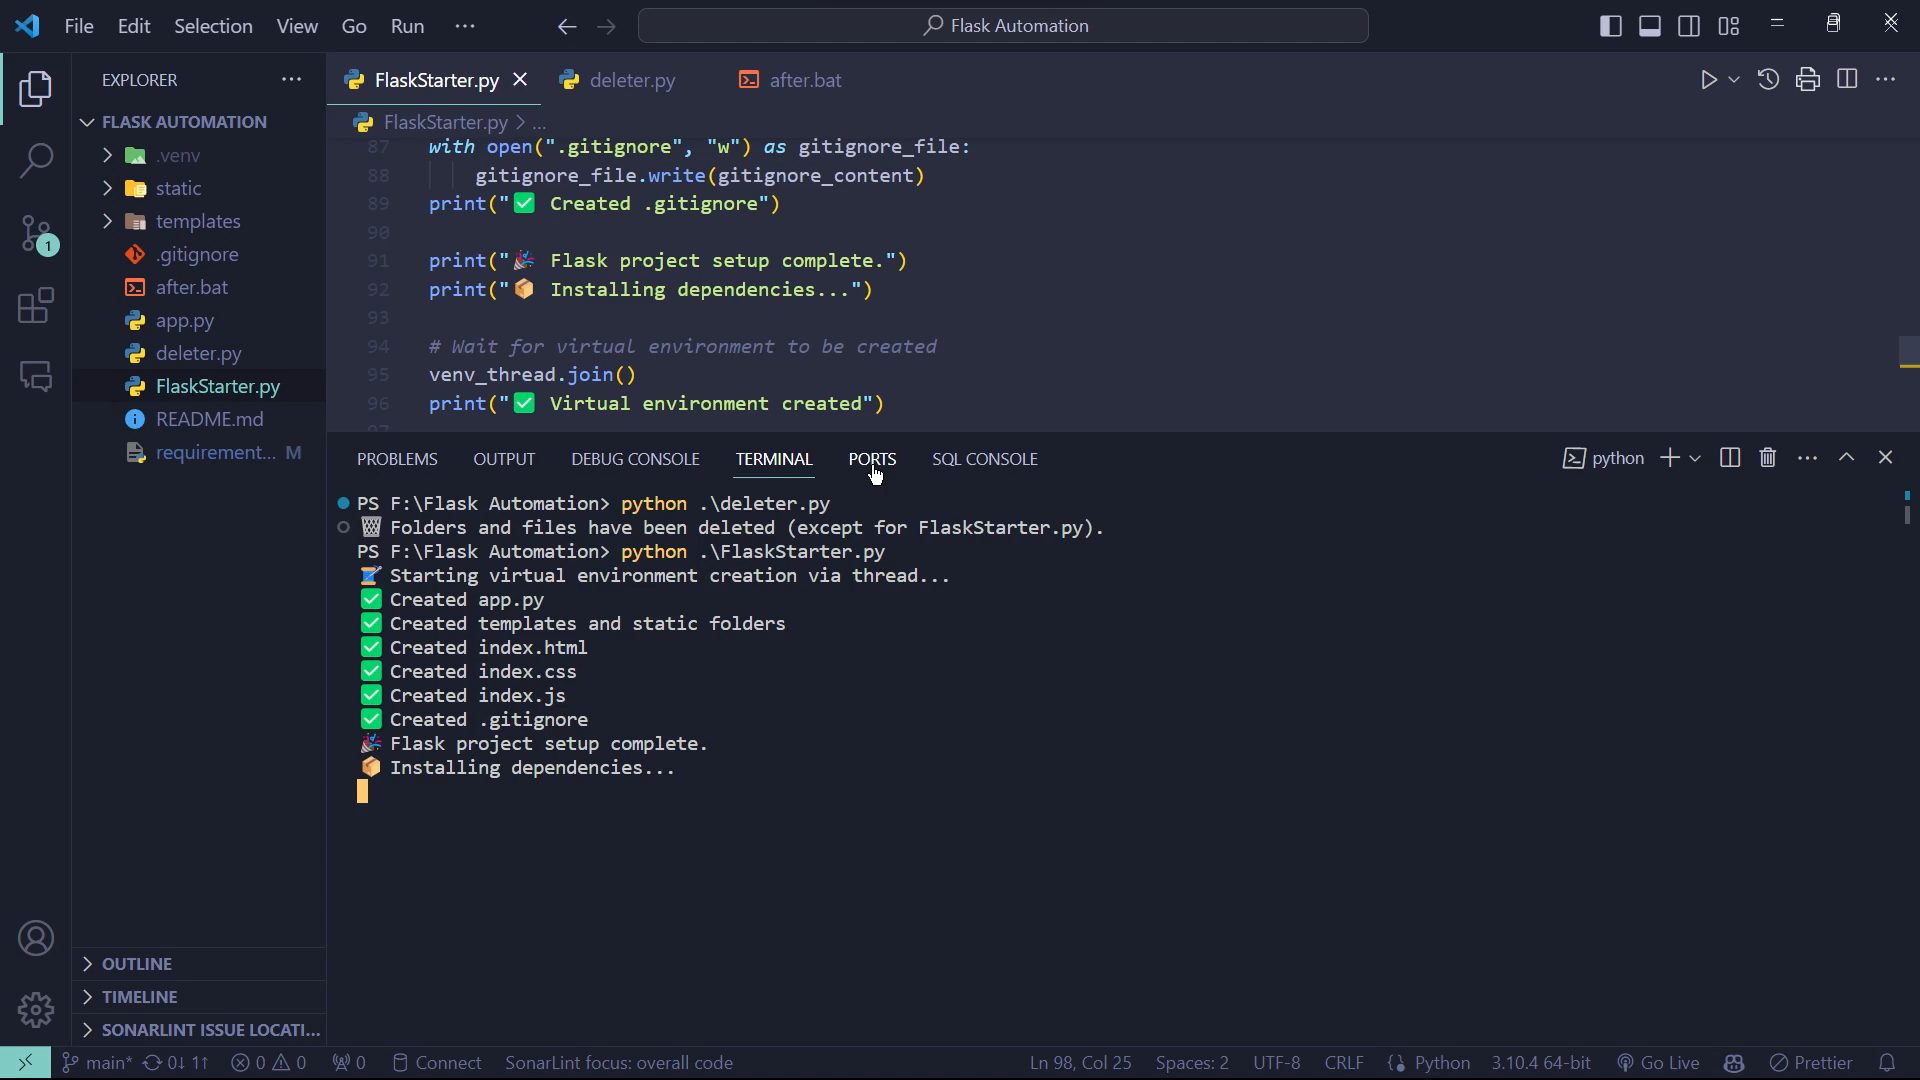 File Edit Selection View Go Run ...
Flask Automation
EXPLORER
FLASK AUTOMATION
.venv
static
templates
.gitignore
after.bat
app.py
deleter.py
FlaskStarter.py
README.md
requirement... M
OUTLINE
TIMELINE
SONARLINT ISSUE LOCATI...
1
FlaskStarter.py deleter.py after.bat
FlaskStarter.py > ...
87 with open(".gitignore", "w") as gitignore_file:
88 gitignore_file.write(gitignore_content)
89 print("✅ Created .gitignore")
90
91 print("🎉 Flask project setup complete.")
92 print("📦 Installing dependencies...")
93
94 # Wait for virtual environment to be created
95 venv_thread.join()
96 print("✅ Virtual environment created")
97
PROBLEMS OUTPUT DEBUG CONSOLE TERMINAL PORTS SQL CONSOLE
python
PS F:\Flask Automation> python .\deleter.py
🗑 Folders and files have been deleted (except for FlaskStarter.py).
PS F:\Flask Automation> python .\FlaskStarter.py
🧵 Starting virtual environment creation via thread...
✅ Created app.py
✅ Created templates and static folders
✅ Created index.html
✅ Created index.css
✅ Created index.js
✅ Created .gitignore
🎉 Flask project setup complete.
📦 Installing dependencies...
main* 0↓ 1↑ 0 0 0 Connect SonarLint focus: overall code Ln 98, Col 25 Spaces: 2 UTF-8 CRLF {} Python 3.10.4 64-bit Go Live Prettier